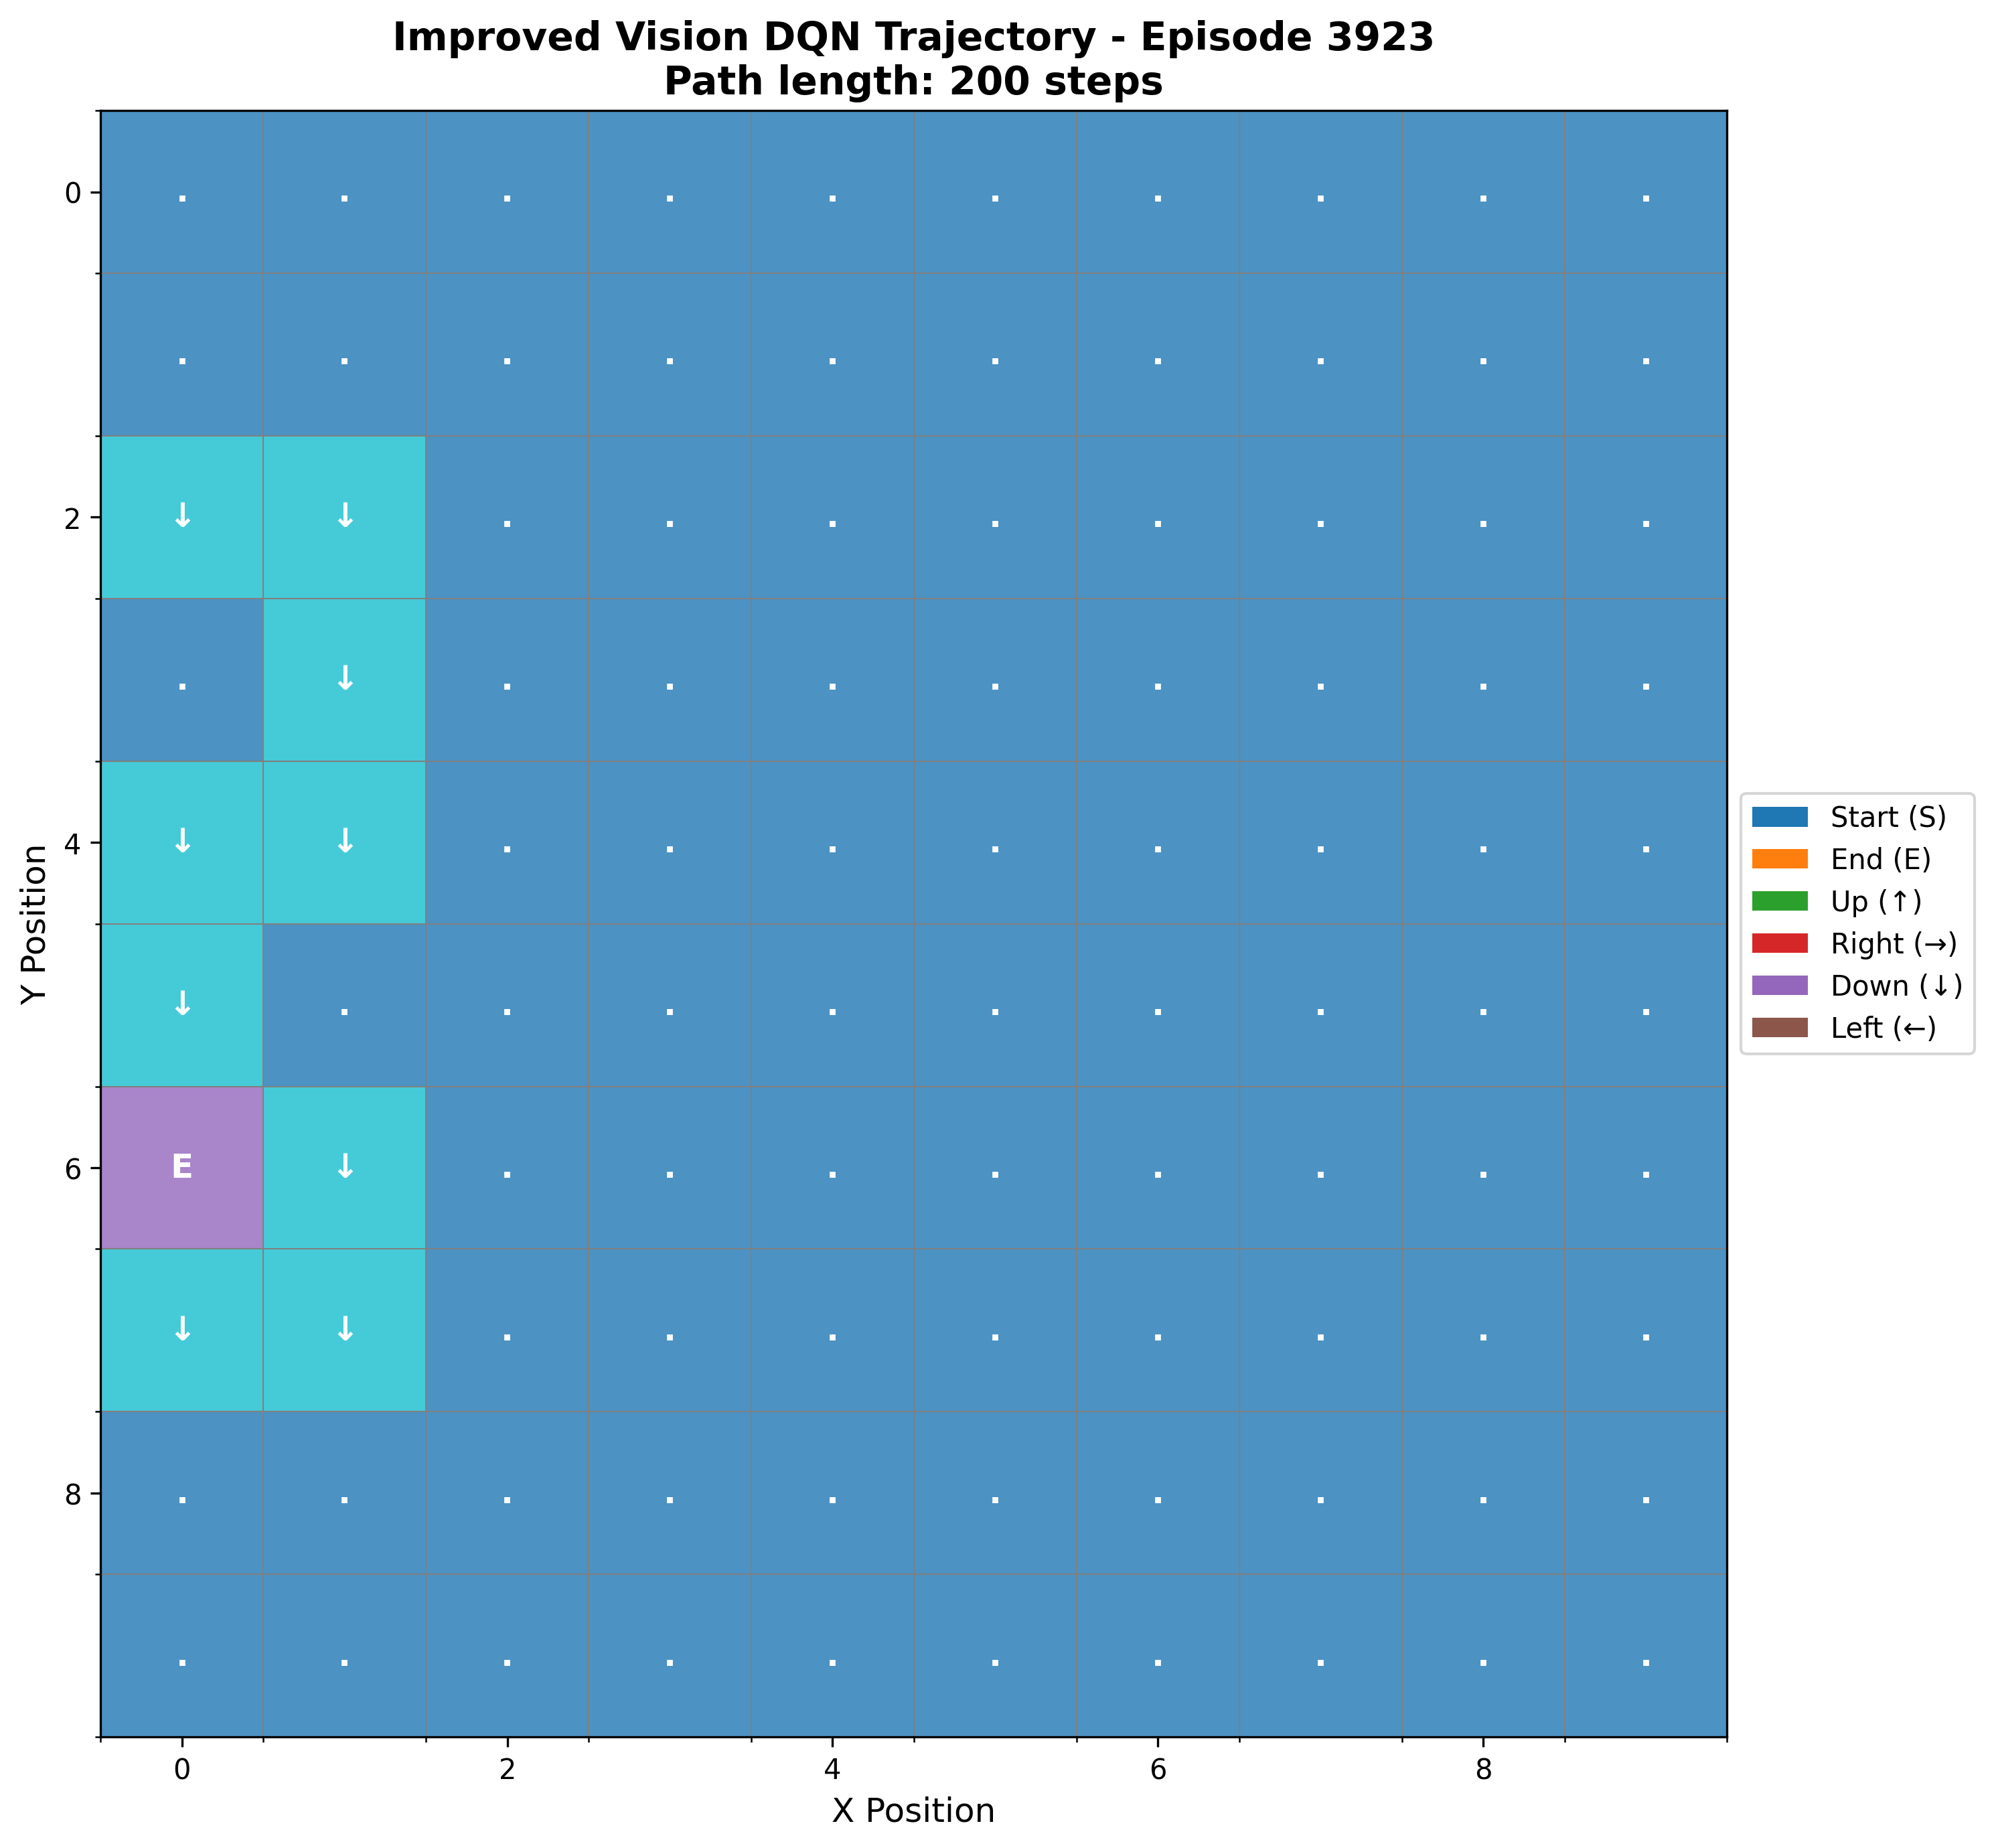 Improved Vision DQN Trajectory - Episode 3923
Path length: 200 steps
0 . . . . . . . . . .
. . . . . . . . . .
2 ↓ ↓ . . . . . . . .
. ↓ . . . . . . . .
4 ↓ ↓ . . . . . . . .
↓ . . . . . . . . .
6 E ↓ . . . . . . . .
↓ ↓ . . . . . . . .
8 . . . . . . . . . .
. . . . . . . . . .
0 2 4 6 8
X Position
Y Position
Start (S)
End (E)
Up (↑)
Right (→)
Down (↓)
Left (←)